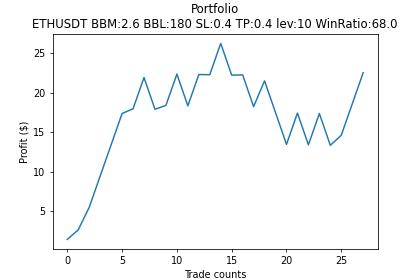 Portfolio
ETHUSDT BBM:2.6 BBL:180 SL:0.4 TP:0.4 lev:10 WinRatio:68.0
25
20
15
10
5
Profit ($)
0 5 10 15 20 25
Trade counts